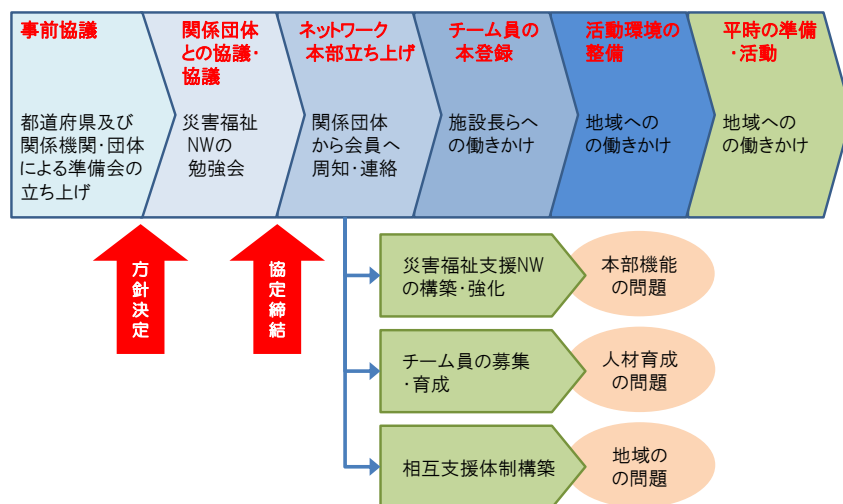 事前協議
都道府県及び
関係機関・団体
による準備会の
立ち上げ
関係団体
との協議・
協議
災害福祉
NWの
勉強会
ネットワーク
本部立ち上げ
関係団体
から会員へ
周知・連絡
チーム員の
本登録
施設長らへ
の働きかけ
活動環境の
整備
地域への
の働きかけ
平時の準備
・活動
地域への
の働きかけ
方針決定
協定締結
災害福祉支援NW
の構築・強化
本部機能
の問題
チーム員の募集
・育成
人材育成
の問題
相互支援体制構築
地域の
の問題